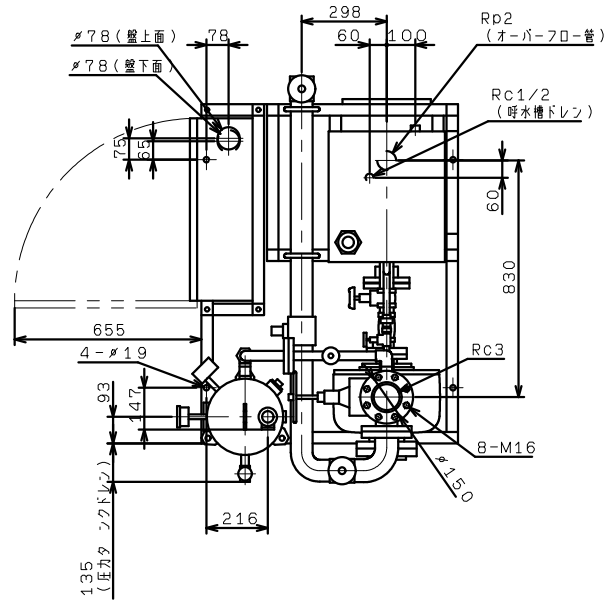 298
Rp2
(オーバーフロー管)
φ78(盤上面)
78
60
100
φ78(盤下面)
Rc1/2
(呼水槽ドレン)
75
65
60
830
655
4-φ19
Rc3
93
147
8-M16
φ150
216
135
(圧力タンクドレン)